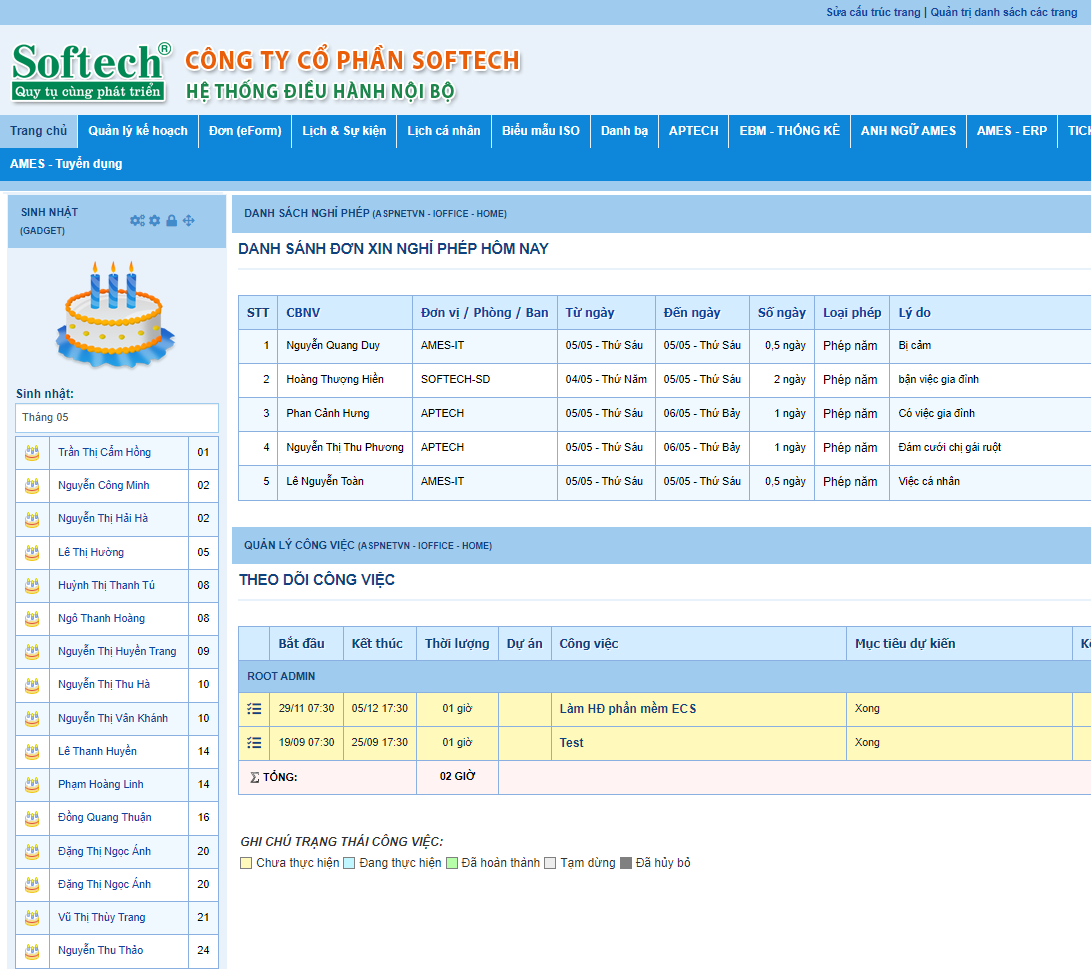 Sửa cấu trúc trang | Quản trị danh sách các trang
Softech®
Quy tụ cùng phát triển
CÔNG TY CỔ PHẦN SOFTECH
HỆ THỐNG ĐIỀU HÀNH NỘI BỘ
Trang chủ Quản lý kế hoạch Đơn (eForm) Lịch & Sự kiện Lịch cá nhân Biểu mẫu ISO Danh bạ APTECH EBM - THỐNG KÊ ANH NGỮ AMES AMES - ERP
AMES - Tuyển dụng
SINH NHẬT
(GADGET)
Sinh nhật:
Tháng 05
Trần Thị Cẩm Hồng 01
Nguyễn Công Minh 02
Nguyễn Thị Hải Hà 02
Lê Thị Hường 05
Huỳnh Thị Thanh Tú 08
Ngô Thanh Hoàng 08
Nguyễn Thị Huyền Trang 09
Nguyễn Thị Thu Hà 10
Nguyễn Thị Vân Khánh 10
Lê Thanh Huyền 14
Phạm Hoàng Linh 14
Đồng Quang Thuận 16
Đặng Thị Ngọc Ánh 20
Đặng Thị Ngọc Ánh 20
Vũ Thị Thùy Trang 21
Nguyễn Thu Thảo 24
DANH SÁCH NGHỈ PHÉP (ASPNETVN - IOFFICE - HOME)
DANH SÁNH ĐƠN XIN NGHỈ PHÉP HÔM NAY
STT CBNV Đơn vị / Phòng / Ban Từ ngày Đến ngày Số ngày Loại phép Lý do
1 Nguyễn Quang Duy AMES-IT 05/05 - Thứ Sáu 05/05 - Thứ Sáu 0,5 ngày Phép năm Bị cảm
2 Hoàng Thượng Hiền SOFTECH-SD 04/05 - Thứ Năm 05/05 - Thứ Sáu 2 ngày Phép năm bận việc gia đình
3 Phan Cảnh Hưng APTECH 05/05 - Thứ Sáu 06/05 - Thứ Bảy 1 ngày Phép năm Có việc gia đình
4 Nguyễn Thị Thu Phương APTECH 05/05 - Thứ Sáu 06/05 - Thứ Bảy 1 ngày Phép năm Đám cưới chị gái ruột
5 Lê Nguyễn Toàn AMES-IT 05/05 - Thứ Sáu 05/05 - Thứ Sáu 0,5 ngày Phép năm Việc cá nhân
QUẢN LÝ CÔNG VIỆC (ASPNETVN - IOFFICE - HOME)
THEO DÕI CÔNG VIỆC
Bắt đầu Kết thúc Thời lượng Dự án Công việc Mục tiêu dự kiến
ROOT ADMIN
29/11 07:30 05/12 17:30 01 giờ Làm HĐ phần mềm ECS Xong
19/09 07:30 25/09 17:30 01 giờ Test Xong
∑ TỔNG: 02 GIỜ
GHI CHÚ TRẠNG THÁI CÔNG VIỆC:
Chưa thực hiện Đang thực hiện Đã hoàn thành Tạm dừng Đã hủy bỏ